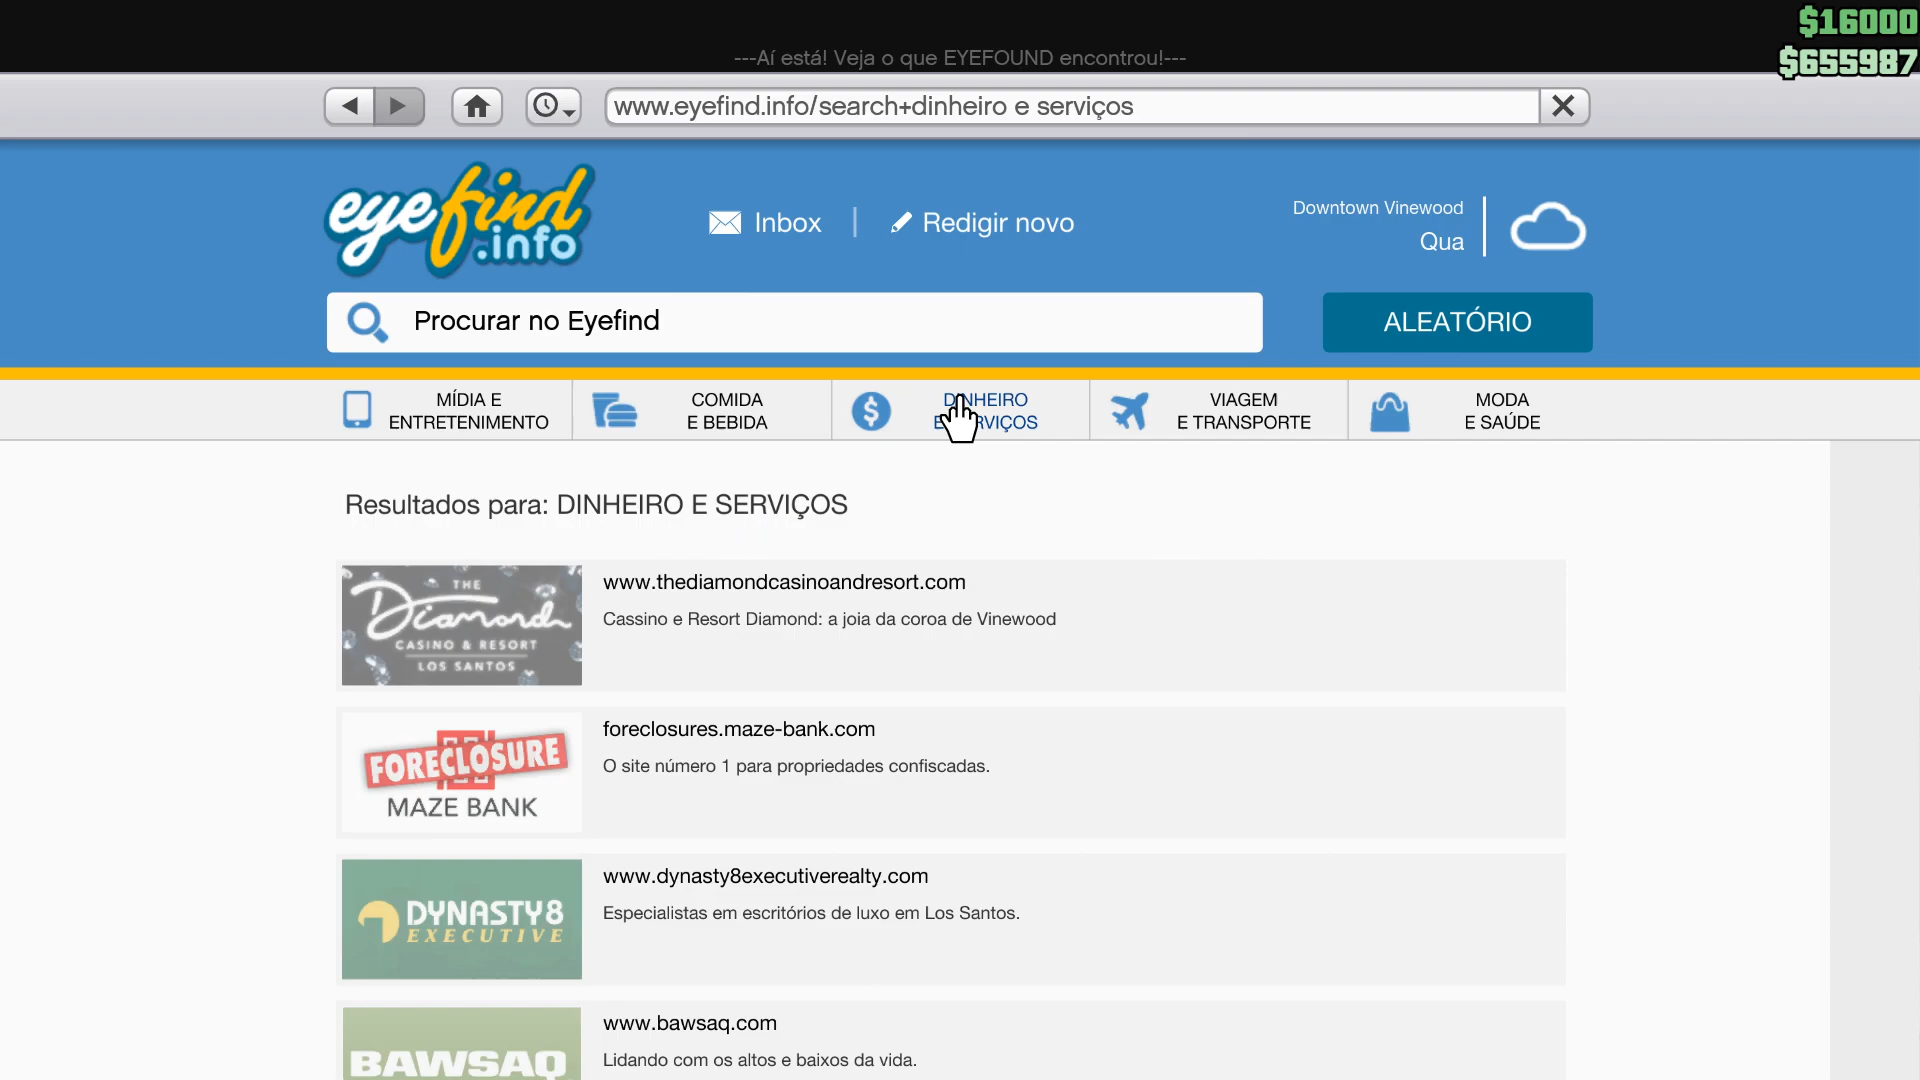 $16000
---Aí está! Veja o que EYEFOUND encontrou!---
$655987
www.eyefind.info/search+dinheiro e serviços
eyefind.info
Inbox
Redigir novo
Downtown Vinewood
Qua
Procurar no Eyefind
ALEATÓRIO
MÍDIA E
ENTRETENIMENTO
COMIDA
E BEBIDA
DINHEIRO
E SERVIÇOS
VIAGEM
E TRANSPORTE
MODA
E SAÚDE
Resultados para: DINHEIRO E SERVIÇOS
THE
Diamond
CASINO & RESORT
LOS SANTOS
www.thediamondcasinoandresort.com
Cassino e Resort Diamond: a joia da coroa de Vinewood
FORECLOSURE
MAZE BANK
foreclosures.maze-bank.com
O site número 1 para propriedades confiscadas.
DYNASTY8
EXECUTIVE
www.dynasty8executiverealty.com
Especialistas em escritórios de luxo em Los Santos.
BAWSAQ
www.bawsaq.com
Lidando com os altos e baixos da vida.